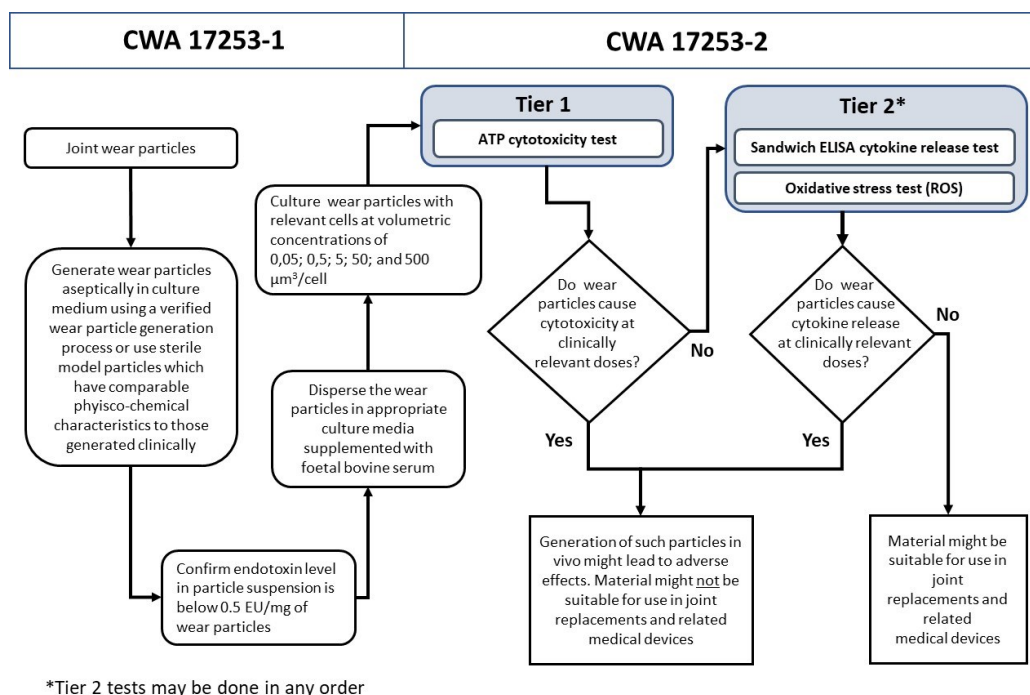 CWA 17253-1
CWA 17253-2
Joint wear particles
Generate wear particles
aseptically in culture
medium using a verified
wear particle generation
process or use sterile
model particles which
have comparable
phyisco-chemical
characteristics to those
generated clinically
Confirm endotoxin level
in particle suspension is
below 0.5 EU/mg of
wear particles
Disperse the wear
particles in appropriate
culture media
supplemented with
foetal bovine serum
Culture wear particles with
relevant cells at volumetric
concentrations of
0,05; 0,5; 5; 50; and 500
µm³/cell
Tier 1
ATP cytotoxicity test
Do wear
particles cause
cytotoxicity at
clinically
relevant doses?
No
Yes
Tier 2*
Sandwich ELISA cytokine release test
Oxidative stress test (ROS)
Do wear
particles cause
cytokine release
at clinically relevant
doses?
No
Yes
Generation of such particles in
vivo might lead to adverse
effects. Material might not be
suitable for use in joint
replacements and related
medical devices
Material might be
suitable for use in
joint
replacements and
related
medical devices
*Tier 2 tests may be done in any order